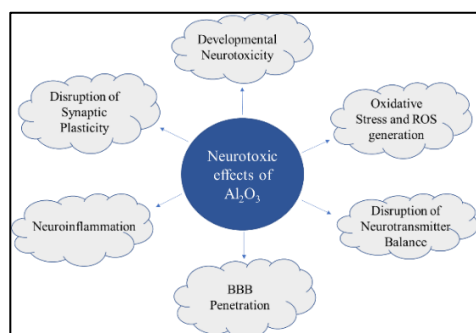 Developmental
Neurotoxicity
Disruption of
Synaptic
Plasticity
Oxidative
Stress and ROS
generation
Neurotoxic
effects of
Al₂O₃
Neuroinflammation
Disruption of
Neurotransmitter
Balance
BBB
Penetration